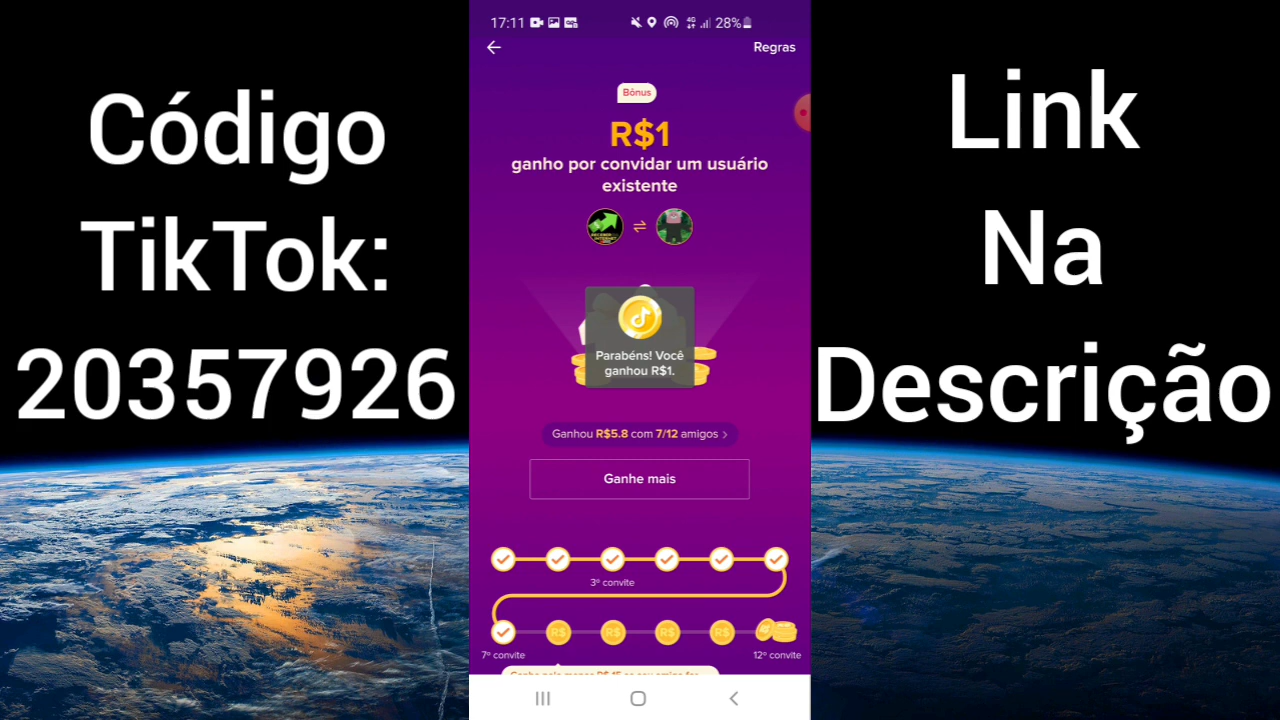 Código
TikTok:
20357926
17:11
4G
28%
Regras
Bônus
R$1
ganho por convidar um usuário
existente
Parabéns! Você
ganhou R$1.
Ganhou R$5.8 com 7/12 amigos
Ganhe mais
3º convite
R$
R$
R$
R$
7º convite
12º convite
Link
Na
Descrição